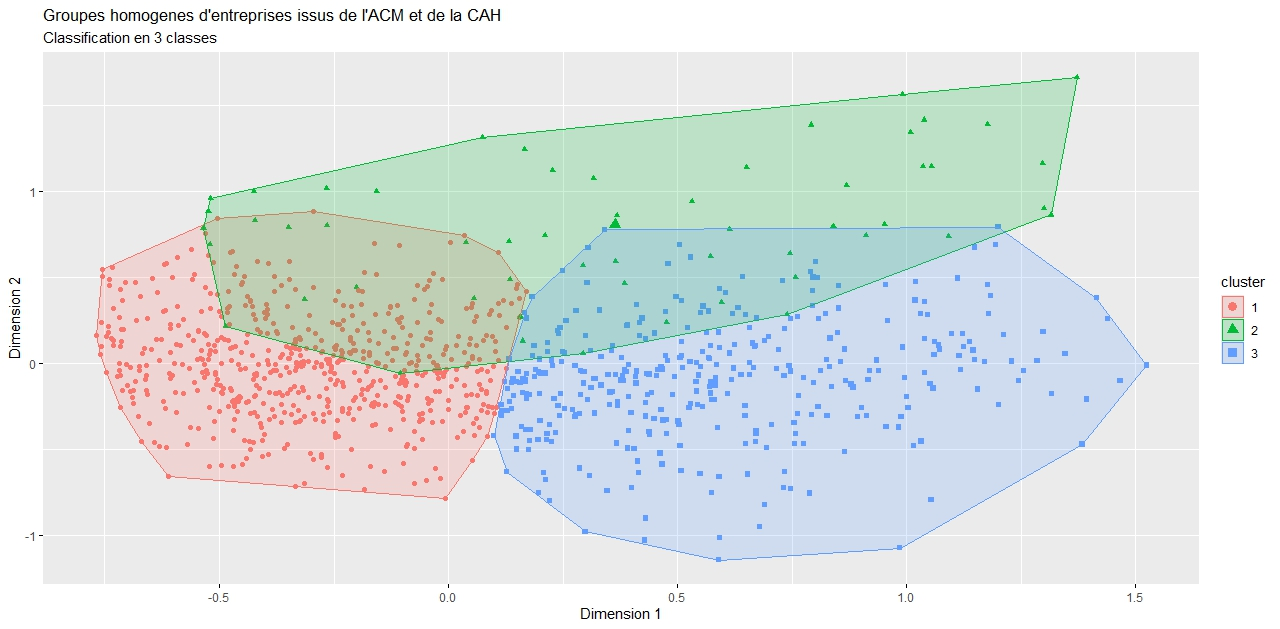 Groupes homogenes d'entreprises issus de l'ACM et de la CAH
Classification en 3 classes
Dimension 2
1
0
-1
-0.5
0.0
0.5
1.0
1.5
Dimension 1
cluster
1
2
3